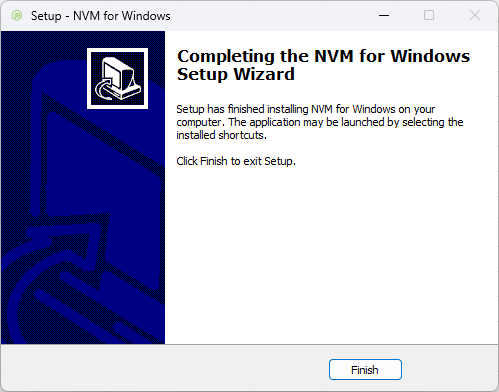 Setup - NVM for Windows
Completing the NVM for Windows
Setup Wizard
Setup has finished installing NVM for Windows on your
computer. The application may be launched by selecting the
installed shortcuts.
Click Finish to exit Setup.
Finish